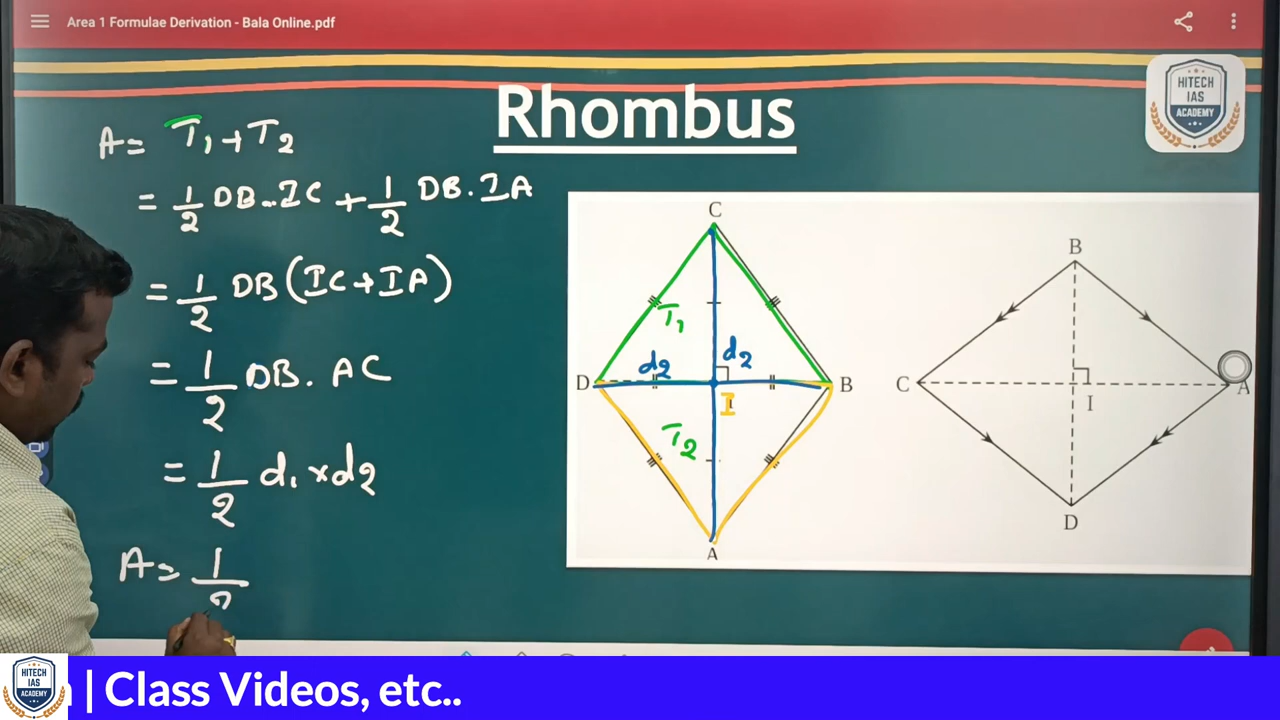 Area 1 Formulae Derivation - Bala Online.pdf
HITECH
IAS
ACADEMY
Rhombus
A = T₁ + T₂
= 1/2 DB . IC + 1/2 DB . IA
= 1/2 DB (IC + IA)
= 1/2 DB . AC
= 1/2 d₁ × d₂
A = 1/2
C
T₁
d2
d2
D
B
I
T2
A
B
C
A
I
D
HITECH
IAS
ACADEMY
| Class Videos, etc..